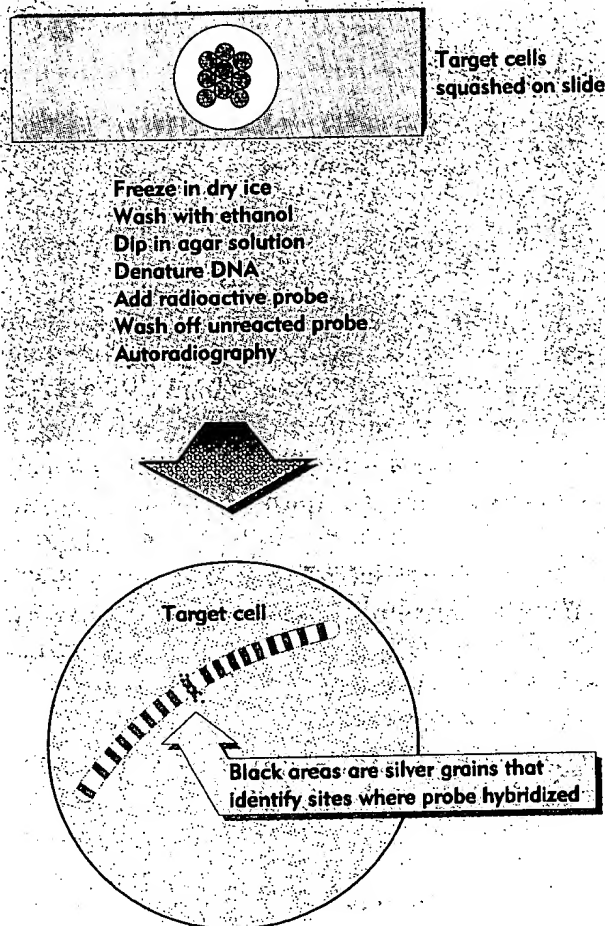 Target cells
squashed on slide
Freeze in dry ice
Wash with ethanol
Dip in agar solution
Denature DNA
Add radioactive probe
Wash off unreacted probe
Autoradiography
Target cell
Black areas are silver grains that
identify sites where probe hybridized